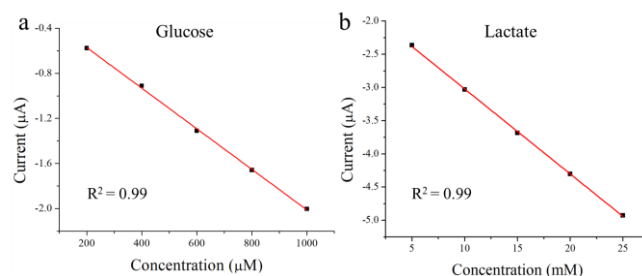 a
Glucose
-0.4
-0.8
-1.2
-1.6
-2.0
Current (μA)
R² = 0.99
200 400 600 800 1000
Concentration (μM)
b
Lactate
-2.0
-2.5
-3.0
-3.5
-4.0
-4.5
-5.0
Current (μA)
R² = 0.99
5 10 15 20 25
Concentration (mM)